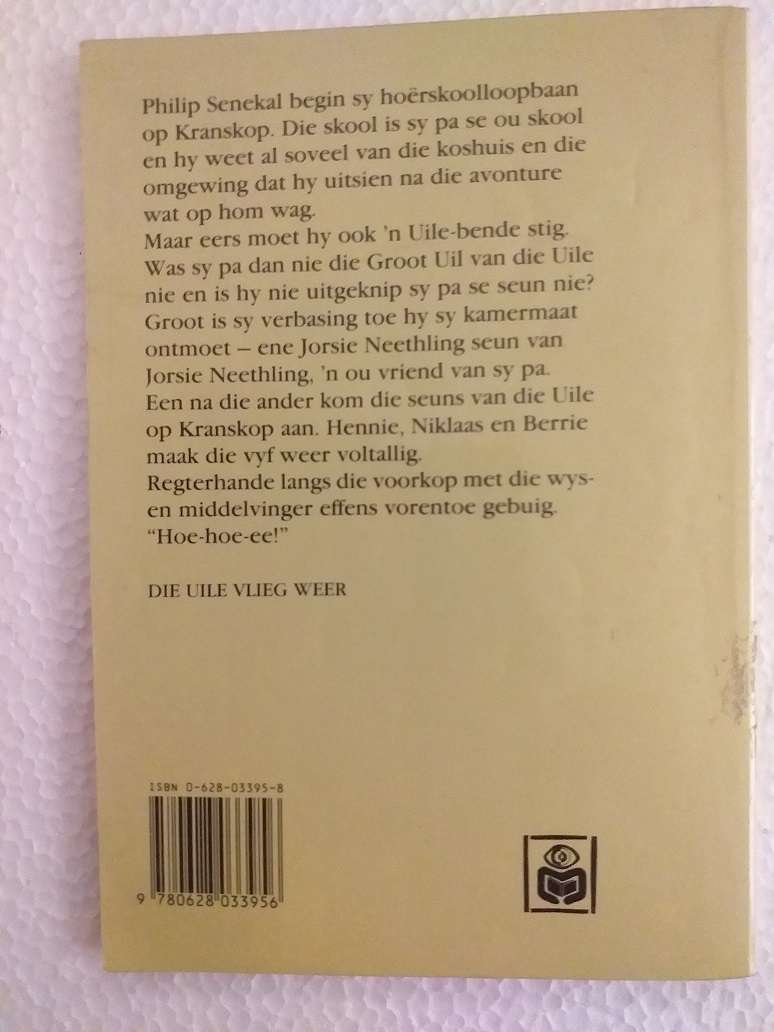 Philip Senekal begin sy hoërskoolloopbaan
op Kranskop. Die skool is sy pa se ou skool
en hy weet al soveel van die koshuis en die
omgewing dat hy uitsien na die avonture
wat op hom wag.
Maar eers moet hy ook 'n Uile-bende stig.
Was sy pa dan nie die Groot Uil van die Uile
nie en is hy nie uitgeknip sy pa se seun nie?
Groot is sy verbasing toe hy sy kamermaat
ontmoet – ene Jorsie Neethling seun van
Jorsie Neethling, 'n ou vriend van sy pa.
Een na die ander kom die seuns van die Uile
op Kranskop aan. Hennie, Niklaas en Berrie
maak die vyf weer voltallig.
Regterhande langs die voorkop met die wys-
en middelvinger effens vorentoe gebuig.
“Hoe-hoe-ee!”
DIE UILE VLIEG WEER
ISBN 0-628-03395-8
9 780628 033956